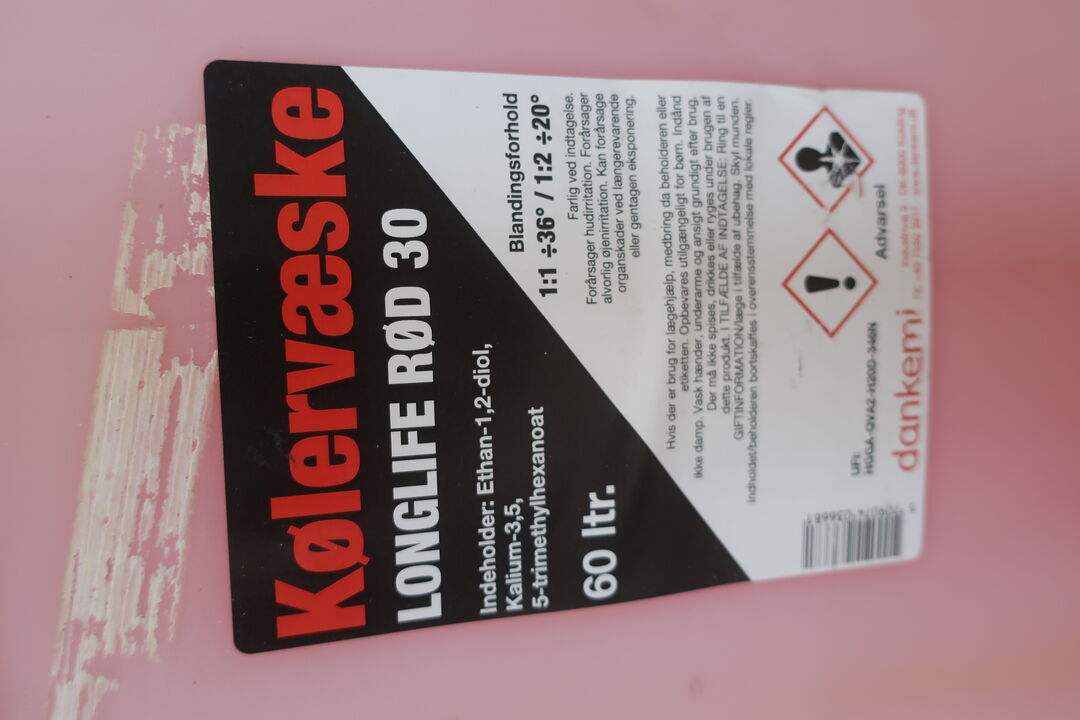 Kølervæske
LONGLIFE RØD 30
Indeholder: Ethan-1,2-diol,
Kalium-3,5,
5-trimethylhexanoat
60 ltr.
Blandingsforhold
1:1 ÷36° / 1:2 ÷20°
Farlig ved indtagelse.
Forårsager hudirritation. Forårsager
alvorlig øjenirritation. Kan forårsage
organskader ved længerevarende
eller gentagen eksponering.
Hvis der er brug for lægehjælp, medbring da beholderen eller
etiketten. Opbevares utilgængeligt for børn. Indånd
ikke damp. Vask hænder, underarme og ansigt grundigt efter brug.
Der må ikke spises, drikkes eller ryges under brugen af
dette produkt. I TILFÆLDE AF INDTAGELSE: Ring til en
GIFTINFORMATION/læge i tilfælde af ubehag. Skyl munden.
Indholdet/beholderen bortskaffes i overensstemmelse med lokale regler.
Advarsel
UFI:
HGGA-QVA2-H20D-346N
dankemi